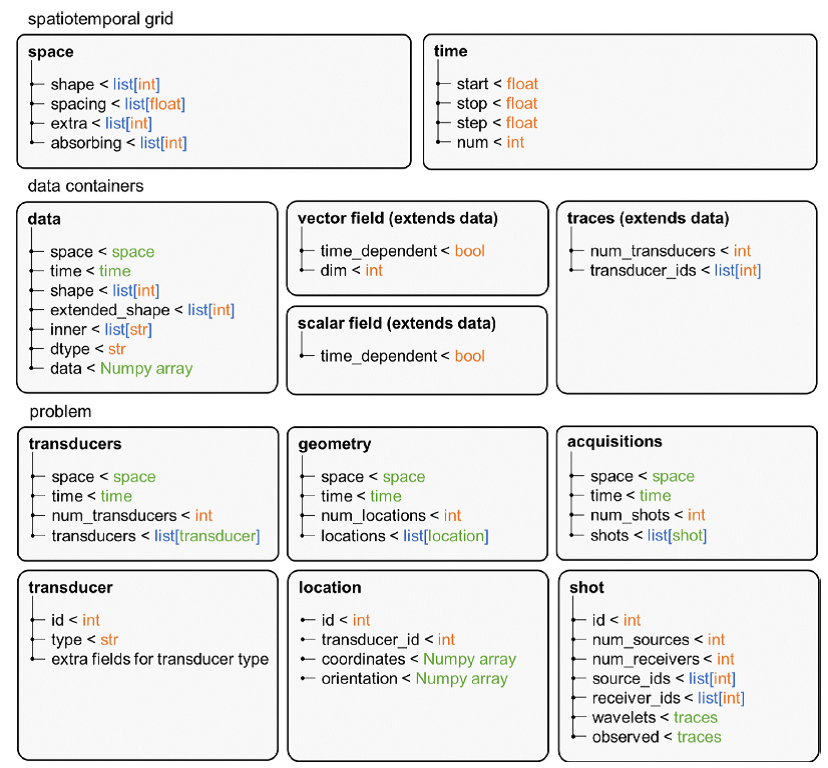 spatiotemporal grid
space
shape < list[int]
spacing < list[float]
extra < list[int]
absorbing < list[int]
time
start < float
stop < float
step < float
num < int
data containers
data
space < space
time < time
shape < list[int]
extended_shape < list[int]
inner < list[str]
dtype < str
data < Numpy array
vector field (extends data)
time_dependent < bool
dim < int
scalar field (extends data)
time_dependent < bool
traces (extends data)
num_transducers < int
transducer_ids < list[int]
problem
transducers
space < space
time < time
num_transducers < int
transducers < list[transducer]
geometry
space < space
time < time
num_locations < int
locations < list[location]
acquisitions
space < space
time < time
num_shots < int
shots < list[shot]
transducer
id < int
type < str
extra fields for transducer type
location
id < int
transducer_id < int
coordinates < Numpy array
orientation < Numpy array
shot
id < int
num_sources < int
num_receivers < int
source_ids < list[int]
receiver_ids < list[int]
wavelets < traces
observed < traces